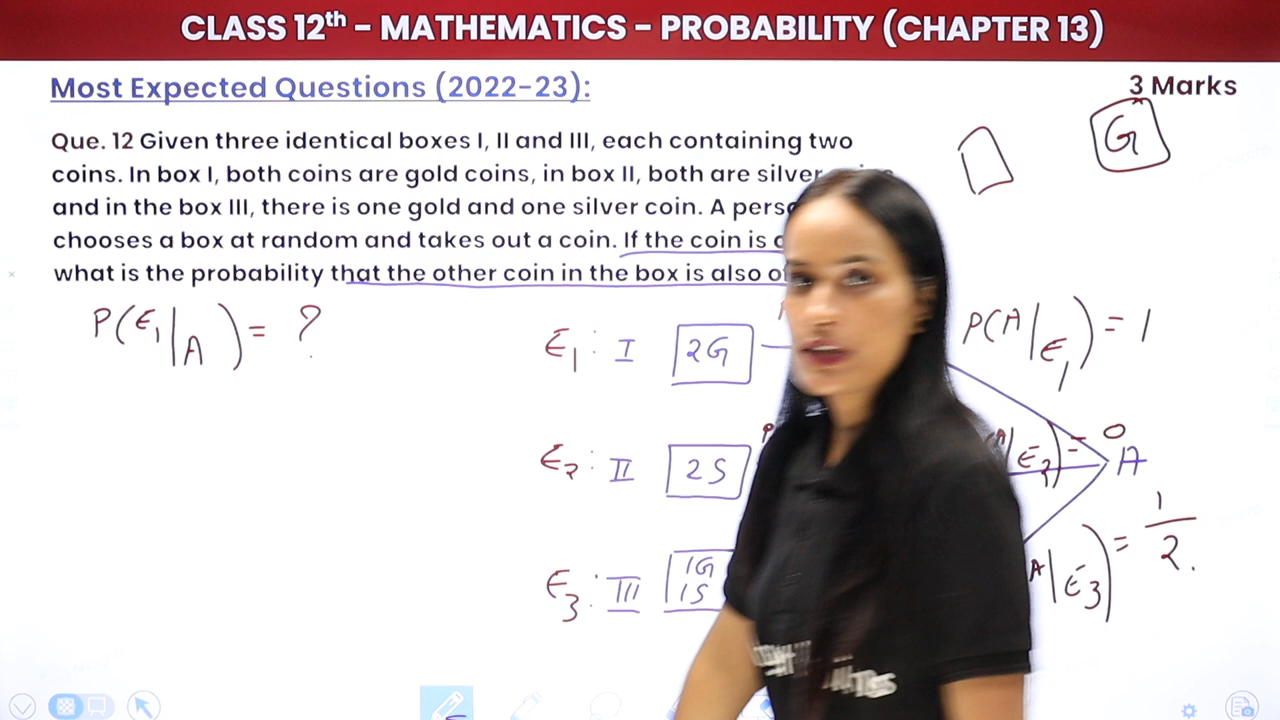 CLASS 12th - MATHEMATICS - PROBABILITY (CHAPTER 13)
Most Expected Questions (2022-23):
3 Marks
G
Que. 12 Given three identical boxes I, II and III, each containing two
coins. In box I, both coins are gold coins, in box II, both are silver
and in the box III, there is one gold and one silver coin. A
chooses a box at random and takes out a coin. If the coin is
what is the probability that the other coin in the box is also
P(E₁|A) = ?
E₁ : I 2G
P(A|E₁) = 1
E₂ : II 2S
A|E₂) = 0
A
E₃ : III 1G 1S
A|E₃) = 1/2.